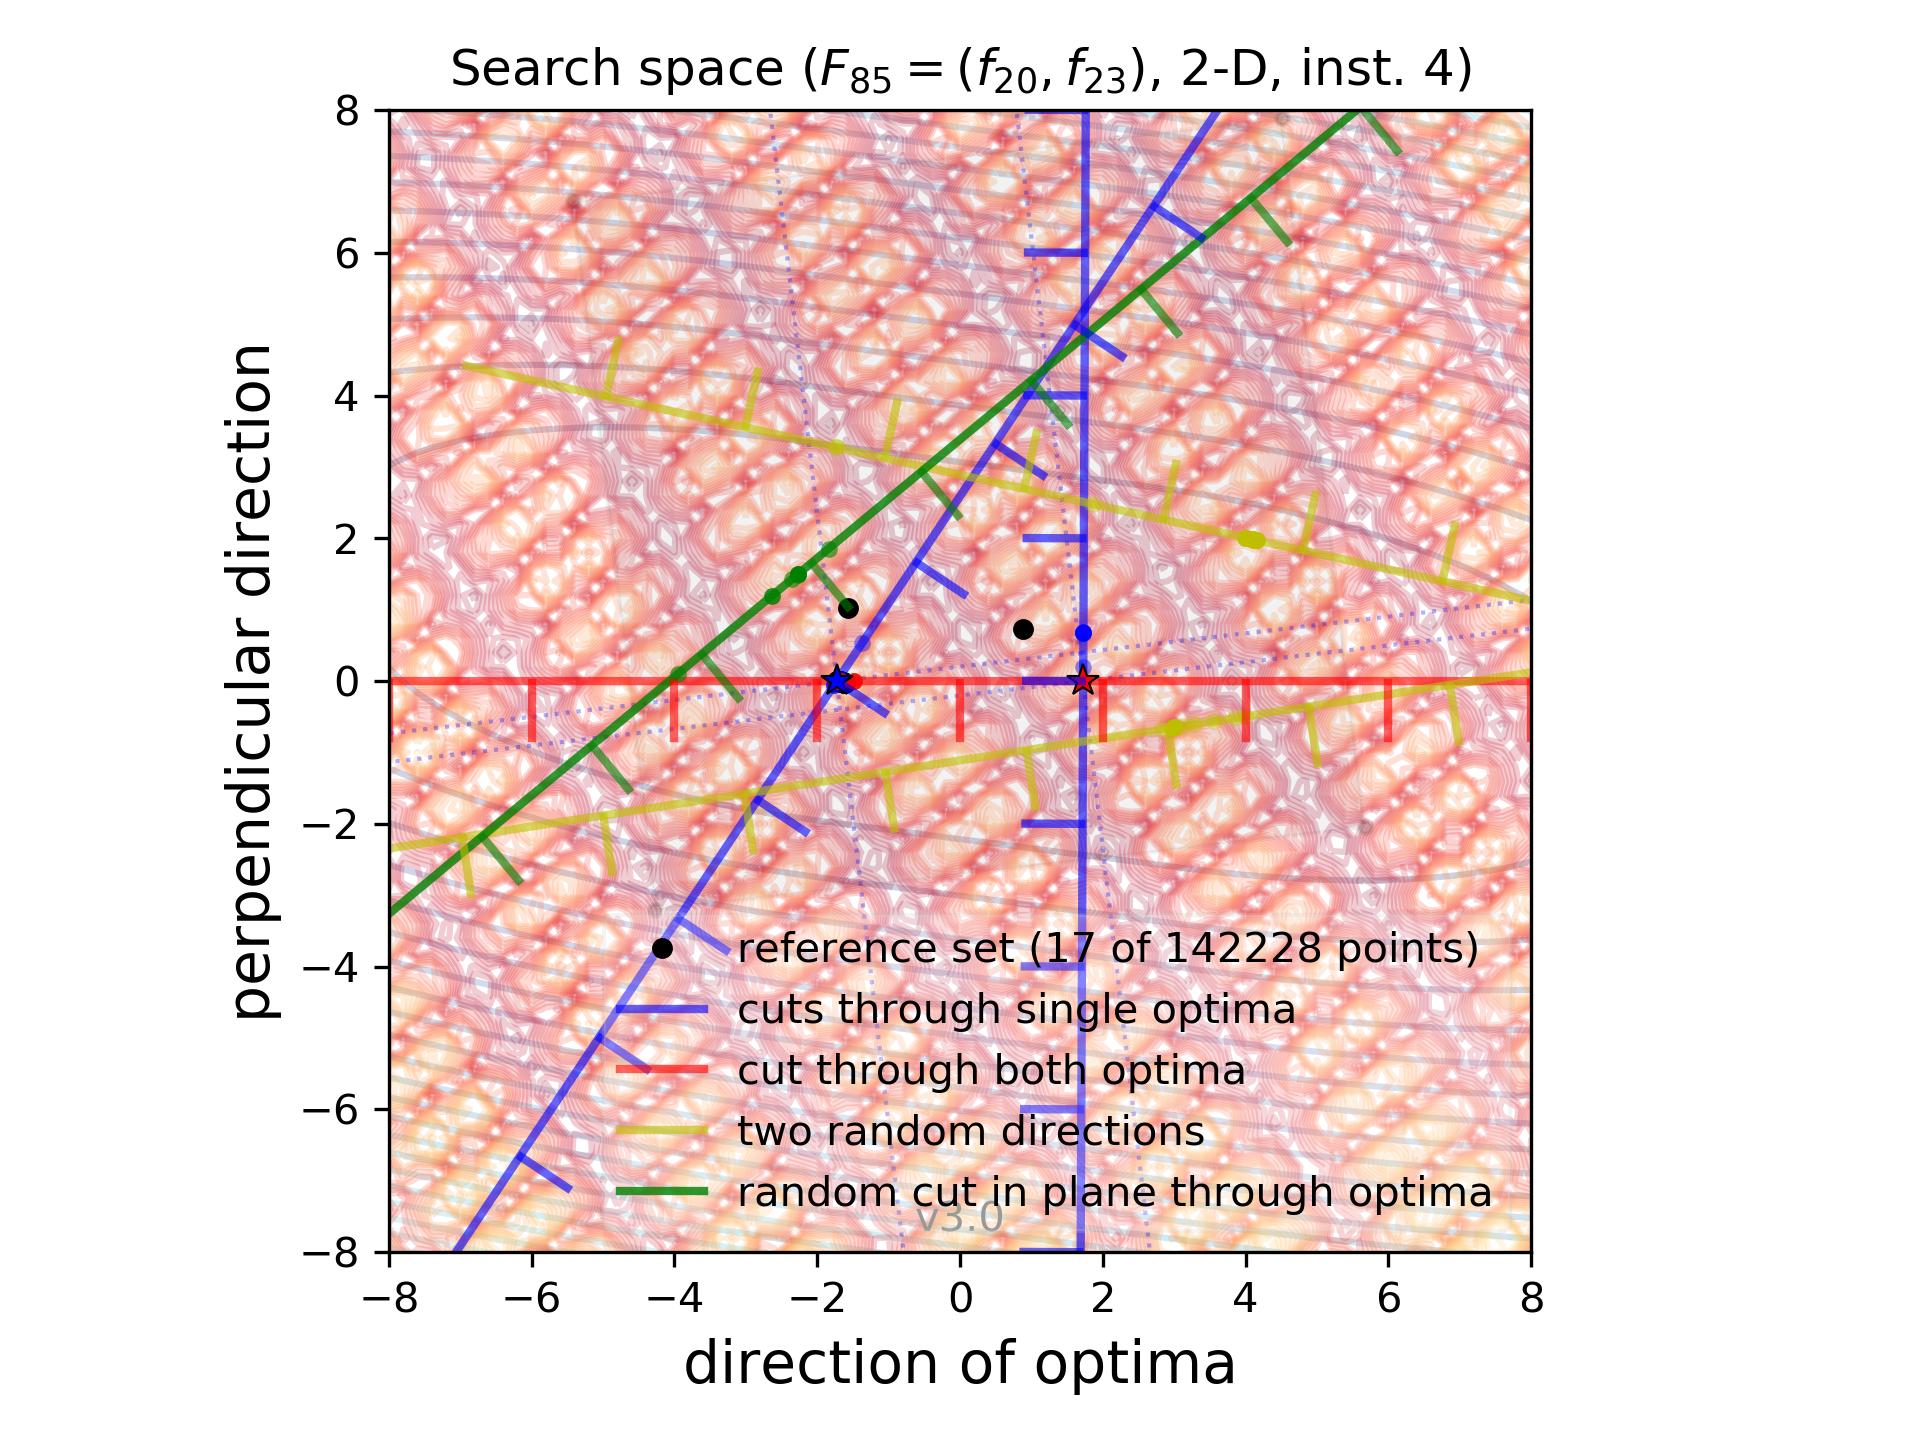 Search space (F85 = (f20, f23), 2-D, inst. 4)
8
6
4
2
0
−2
−4
−6
−8
perpendicular direction
reference set (17 of 142228 points)
cuts through single optima
cut through both optima
two random directions
random cut in plane through optima
v3.0
−8 −6 −4 −2 0 2 4 6 8
direction of optima